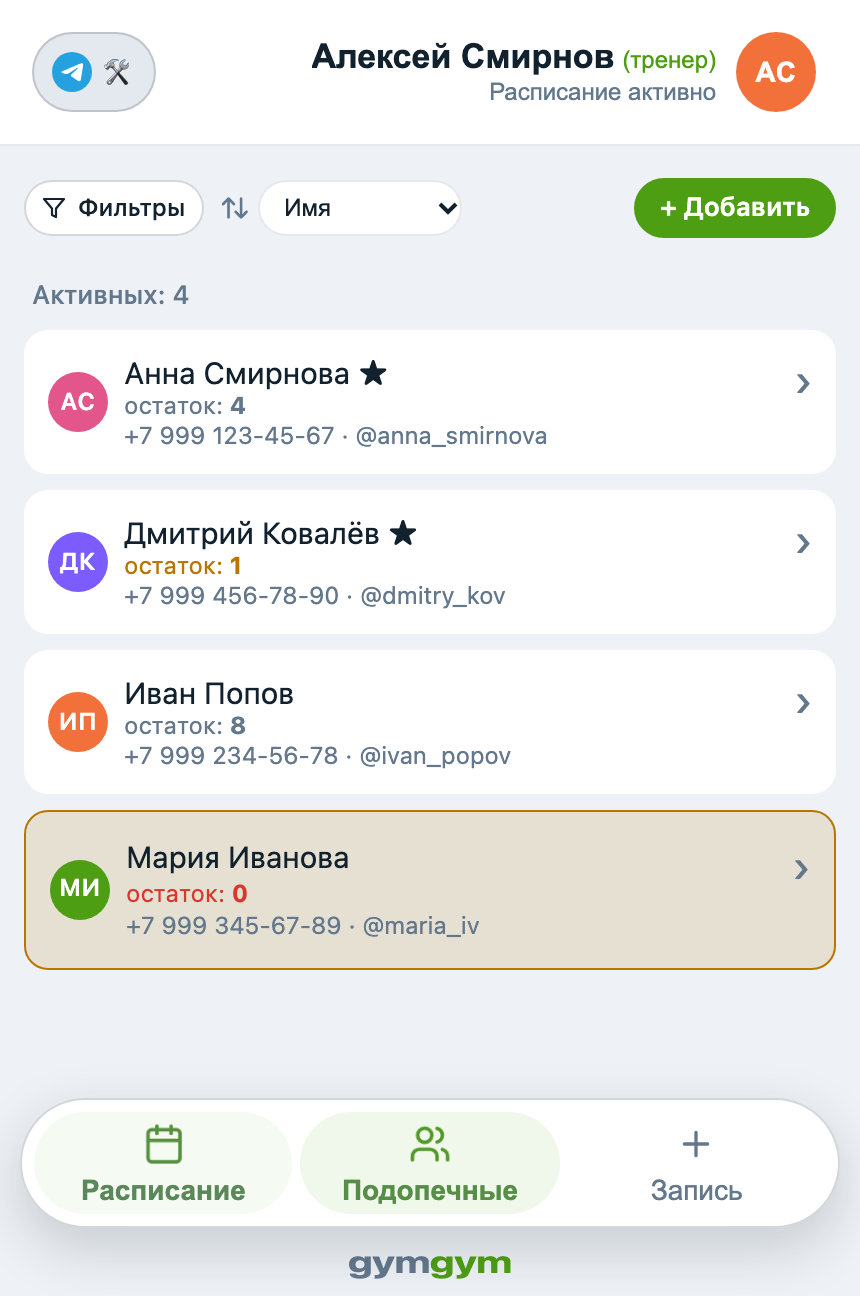 Алексей Смирнов (тренер)
Расписание активно
АС
Фильтры
Имя
+ Добавить
Активных: 4
АС
Анна Смирнова ★
остаток: 4
+7 999 123-45-67 · @anna_smirnova
ДК
Дмитрий Ковалёв ★
остаток: 1
+7 999 456-78-90 · @dmitry_kov
ИП
Иван Попов
остаток: 8
+7 999 234-56-78 · @ivan_popov
МИ
Мария Иванова
остаток: 0
+7 999 345-67-89 · @maria_iv
Расписание
Подопечные
Запись
gymgym